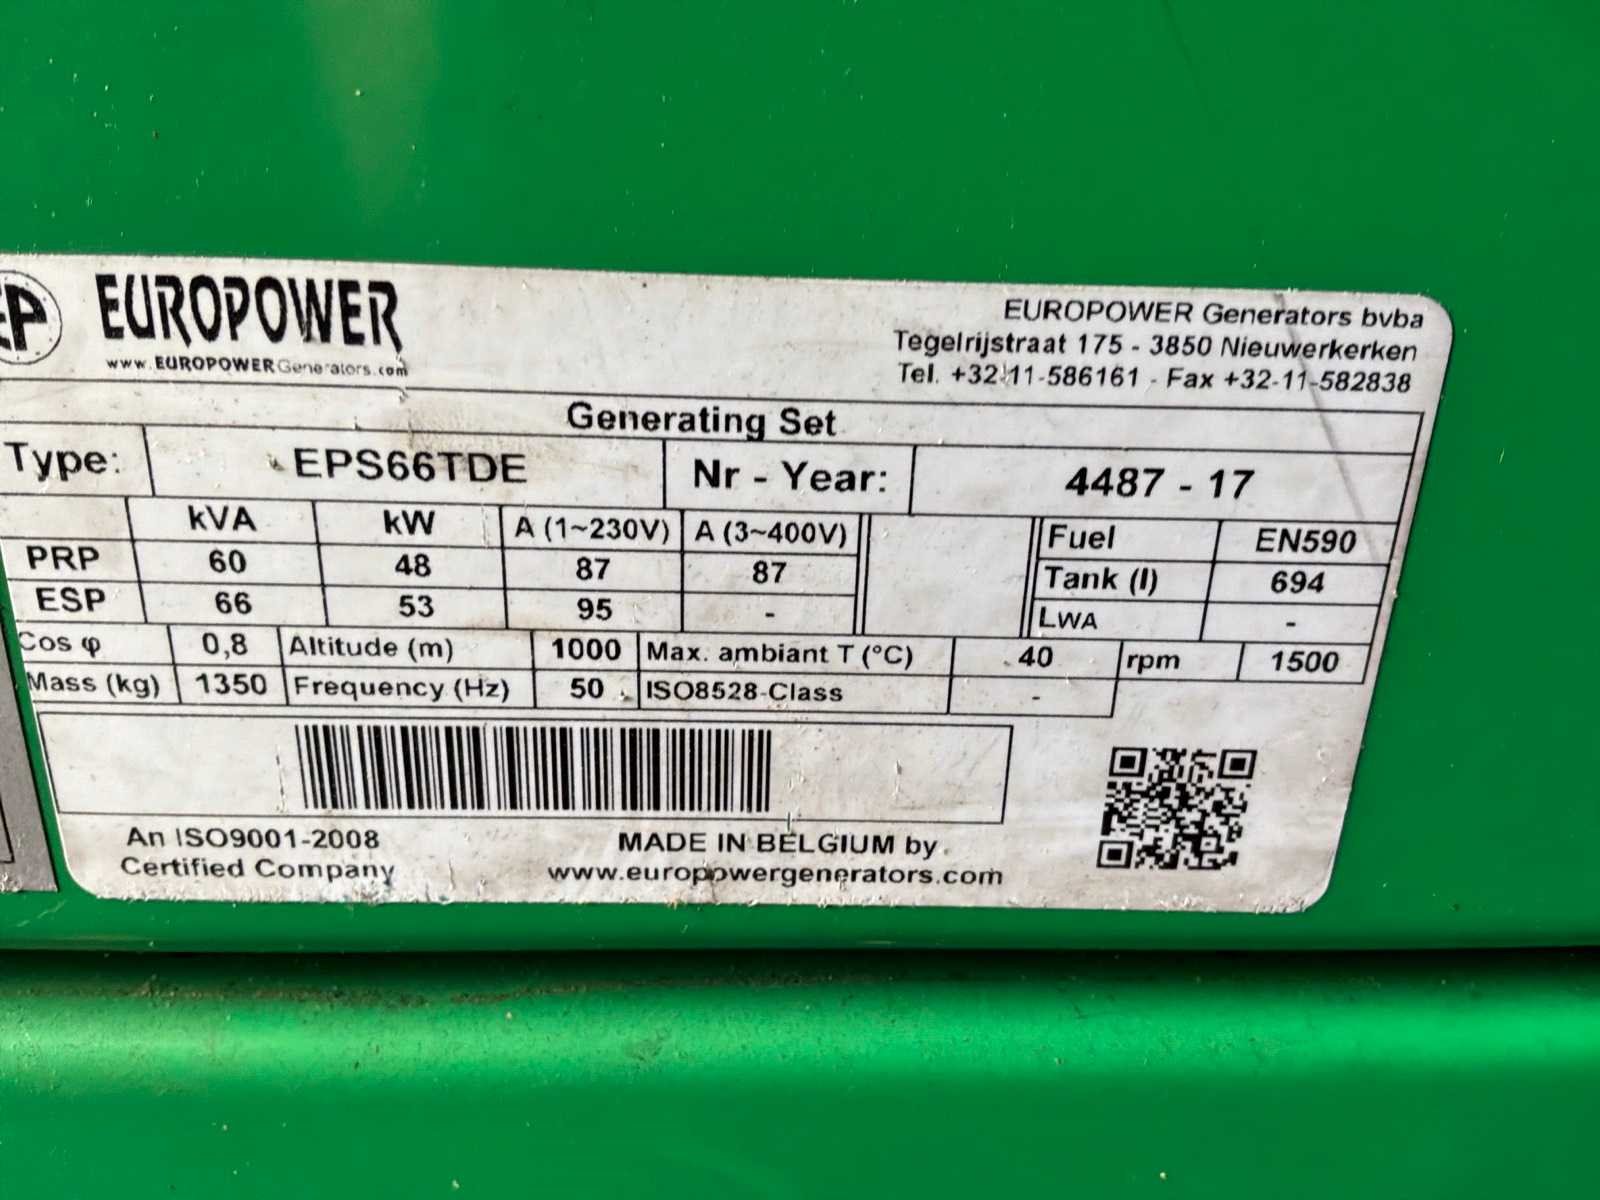 EP EUROPOWER
www.EUROPOWERGenerators.com
EUROPOWER Generators bvba
Tegelrijstraat 175 - 3850 Nieuwerkerken
Tel. +32-11-586161 - Fax +32-11-582838
Generating Set
Type: EPS66TDE Nr - Year: 4487 - 17
kVA kW A (1~230V) A (3~400V) Fuel EN590
PRP 60 48 87 87 Tank (l) 694
ESP 66 53 95 - LWA -
Cos φ 0,8 Altitude (m) 1000 Max. ambiant T (°C) 40 rpm 1500
Mass (kg) 1350 Frequency (Hz) 50 ISO8528-Class -
An ISO9001-2008
Certified Company
MADE IN BELGIUM by
www.europowergenerators.com